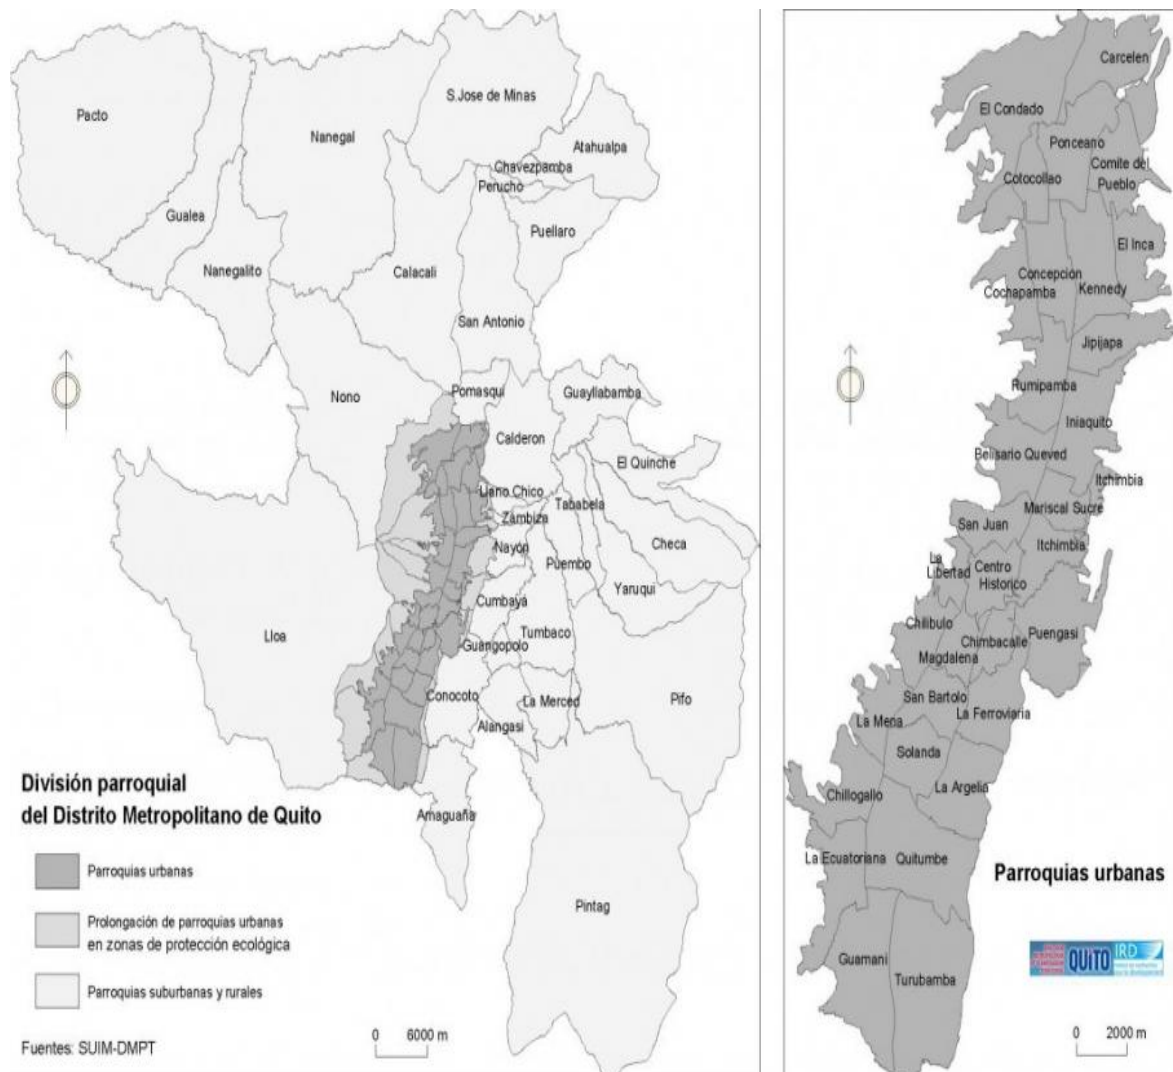 Pacto
S.Jose de Minas
Nanegal
Atahualpa
Chavezpamba
Perucho
Gualea
Puellaro
Nanegalito
Calacali
San Antonio
Nono
Pomasqui
Guayllabamba
Calderon
El Quinche
Llano Chico
Tababela
Zambiza
Checa
Nayon
Puembo
Yaruqui
Cumbaya
Lloa
Tumbaco
Guangopolo
Conocoto
La Merced
Pifo
Alangasi
Amaguaña
Pintag
División parroquial
del Distrito Metropolitano de Quito
Parroquias urbanas
Prolongación de parroquias urbanas
en zonas de protección ecológica
Parroquias suburbanas y rurales
Fuentes: SUIM-DMPT
0 6000 m
Carcelen
El Condado
Ponceano
Comite del
Pueblo
Cotocollao
El Inca
Concepción
Cochapamba
Kennedy
Jipijapa
Rumipamba
Iniaquito
Belisario Queved
Itchimbia
Mariscal Sucre
San Juan
Itchimbia
La
Libertad
Centro
Historico
Chilibulo
Chimbacalle
Puengasi
Magdalena
San Bartolo
La Mena
La Ferroviaria
Solanda
La Argelia
Chillogallo
La Ecuatoriana
Quitumbe
Parroquias urbanas
Guamani
Turubamba
QUITO
IRD
0 2000 m